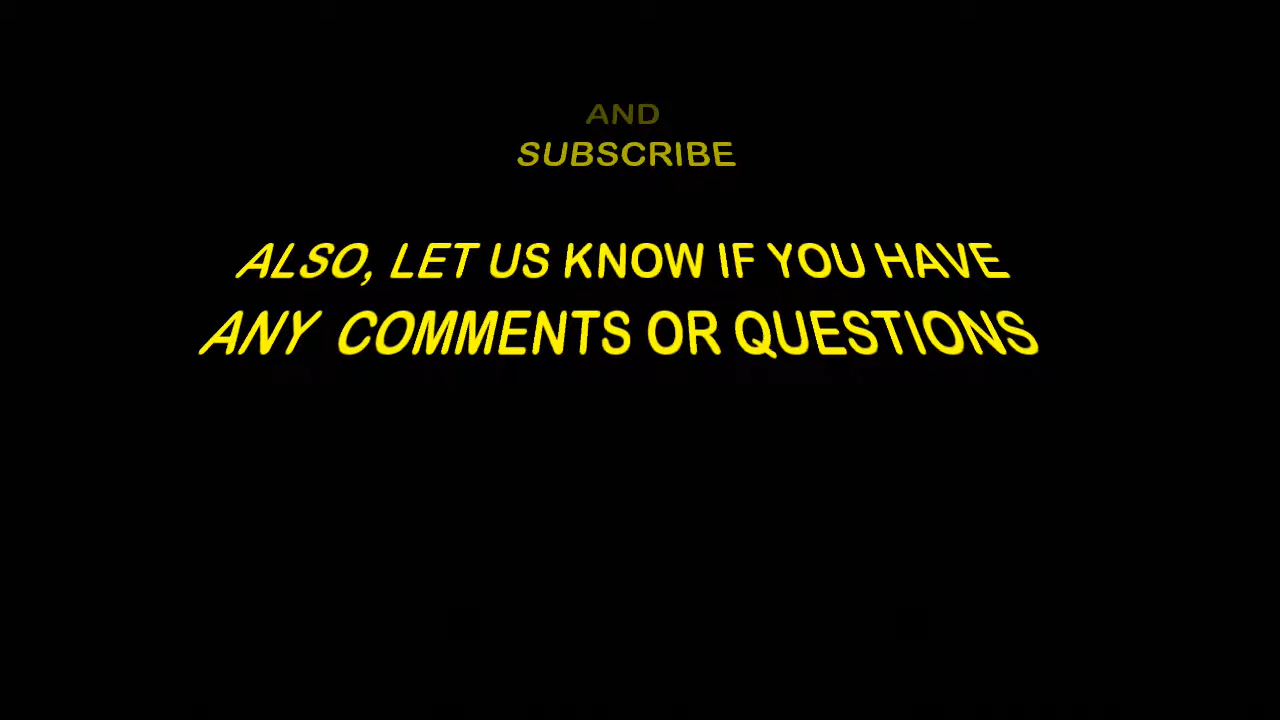 AND
SUBSCRIBE
ALSO, LET US KNOW IF YOU HAVE
ANY COMMENTS OR QUESTIONS